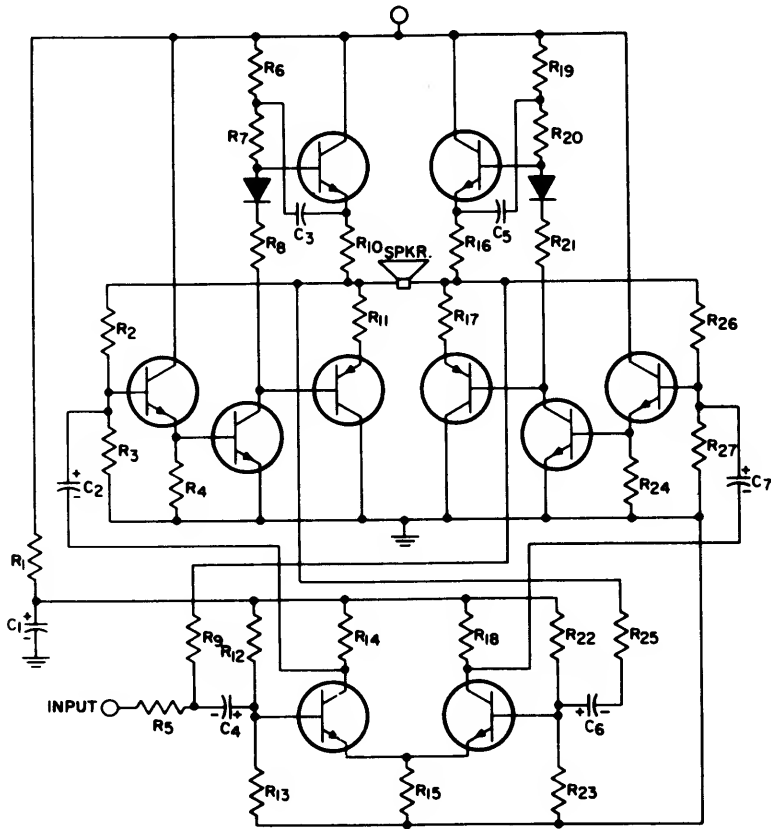 R6
R19
R7
R20
C3
C5
R8
R10
SPKR.
R16
R21
R2
R11
R17
R26
R3
R27
C2
R4
R24
C7
R1
C1
R9
R12
R14
R18
R22
R25
INPUT
R5
C4
C6
R13
R15
R23
+
-
+
-
+
-
- +
+ -